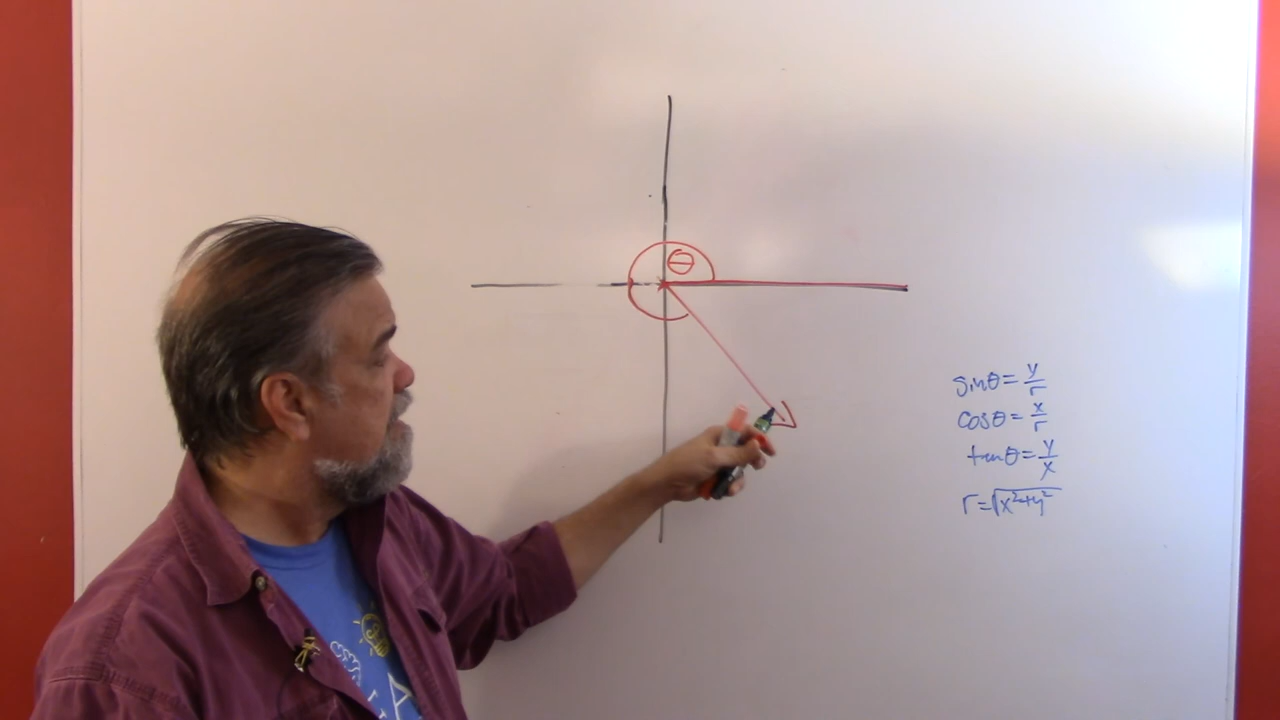 θ
sinθ = y/r
cosθ = x/r
tanθ = y/x
r = √x²+y²
A